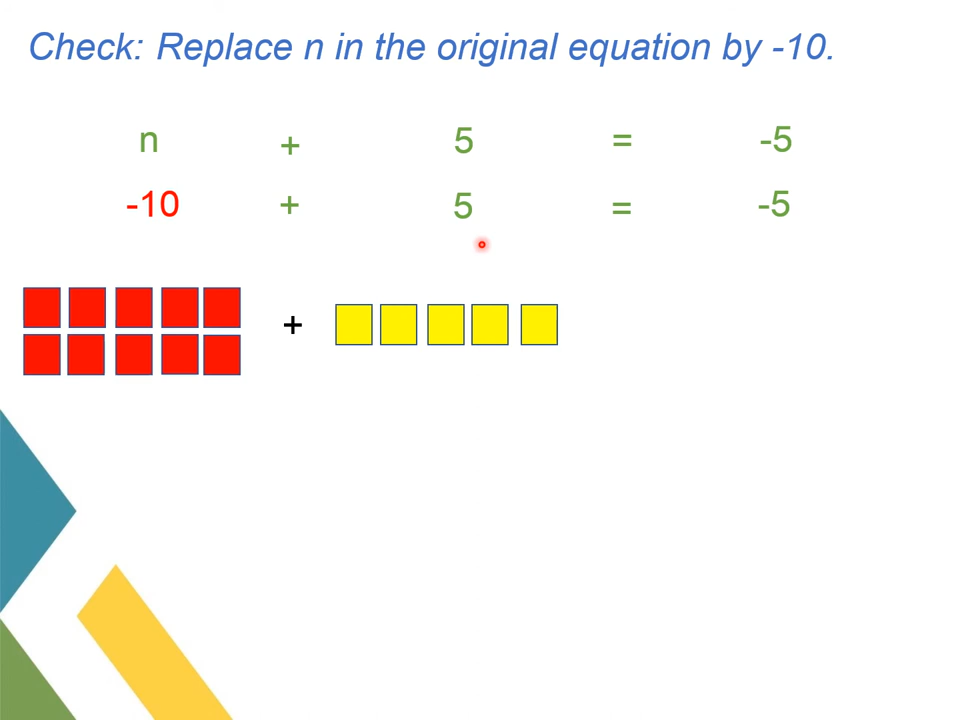 Check: Replace n in the original equation by -10.
n + 5 = -5
-10 + 5 = -5
+